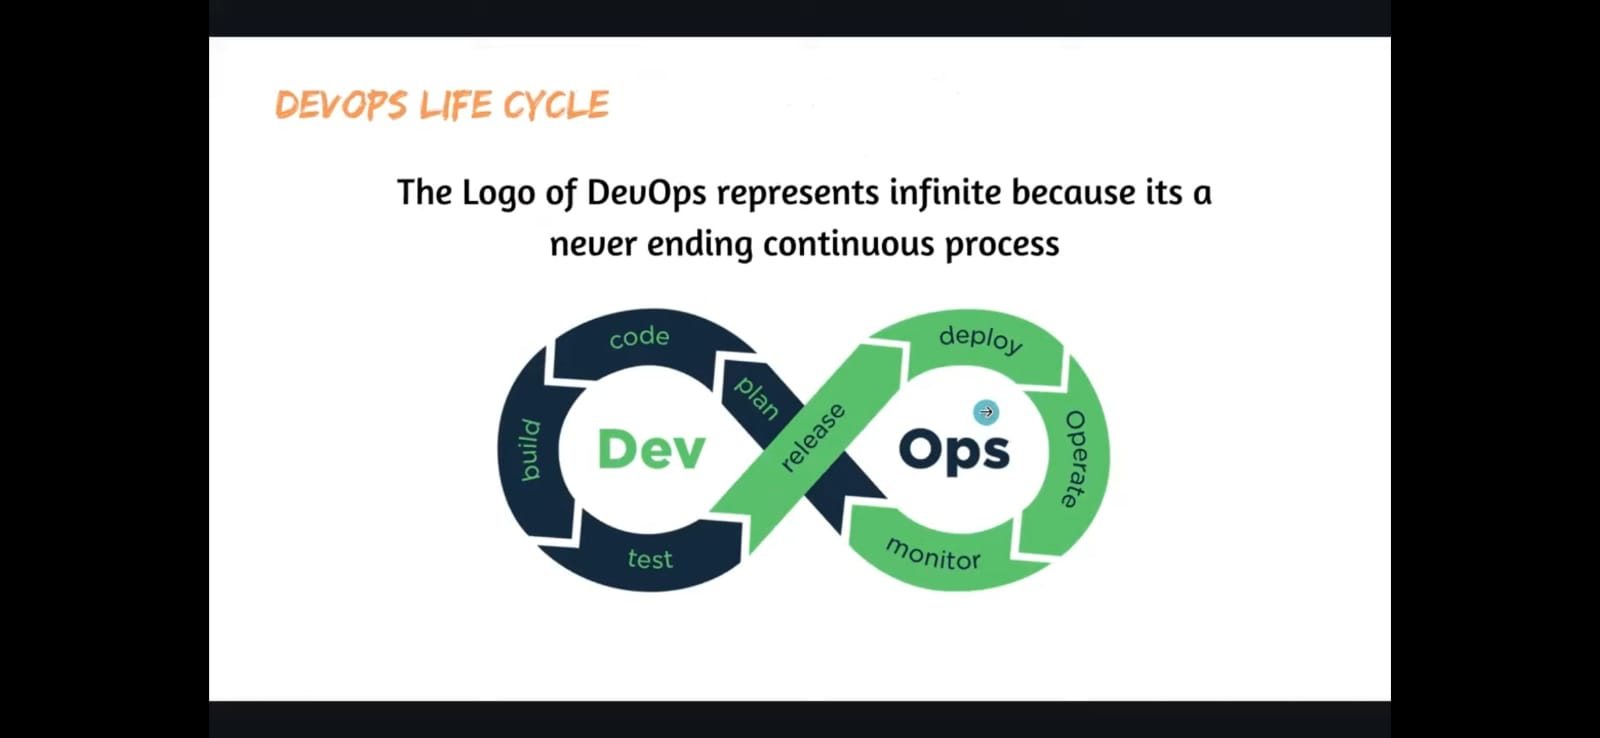 DEVOPS LIFE CYCLE
The Logo of DevOps represents infinite because its a
never ending continuous process
code
plan
build
Dev
test
release
deploy
Ops
Operate
monitor